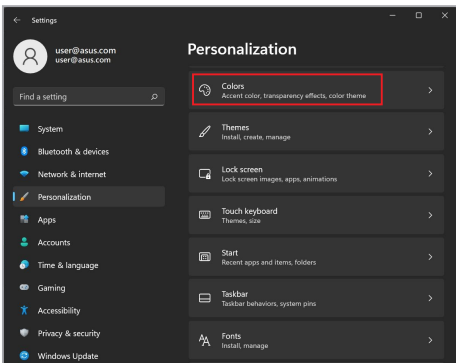 Settings
user@asus.com
user@asus.com
Find a setting
System
Bluetooth & devices
Network & internet
Personalization
Apps
Accounts
Time & language
Gaming
Accessibility
Privacy & security
Windows Update
Personalization
Colors
Accent color, transparency effects, color theme
Themes
Install, create, manage
Lock screen
Lock screen images, apps, animations
Touch keyboard
Themes, size
Start
Recent apps and items, folders
Taskbar
Taskbar behaviors, system pins
Fonts
Install, manage